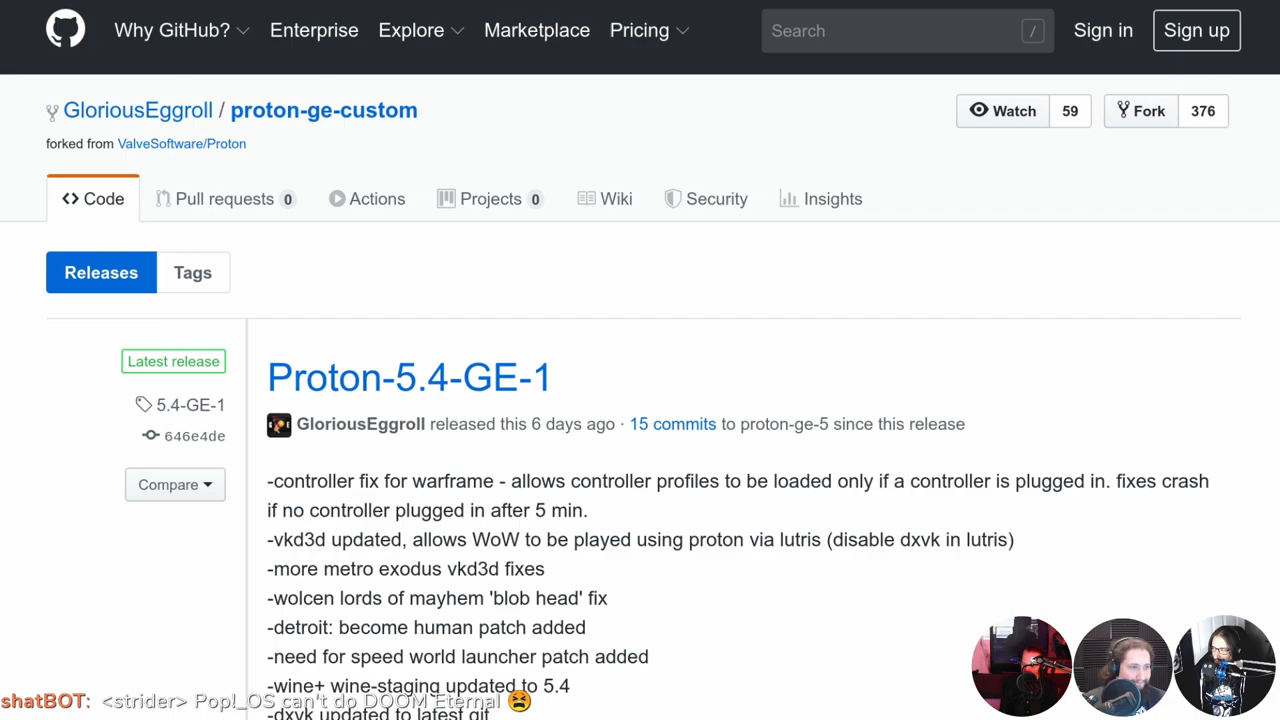 Why GitHub? Enterprise Explore Marketplace Pricing Search / Sign in Sign up
GloriousEggroll / proton-ge-custom
Watch 59 Fork 376
forked from ValveSoftware/Proton
Code Pull requests 0 Actions Projects 0 Wiki Security Insights
Releases Tags
Latest release
5.4-GE-1
646e4de
Compare
Proton-5.4-GE-1
GloriousEggroll released this 6 days ago · 15 commits to proton-ge-5 since this release
-controller fix for warframe - allows controller profiles to be loaded only if a controller is plugged in. fixes crash
if no controller plugged in after 5 min.
-vkd3d updated, allows WoW to be played using proton via lutris (disable dxvk in lutris)
-more metro exodus vkd3d fixes
-wolcen lords of mayhem 'blob head' fix
-detroit: become human patch added
-need for speed world launcher patch added
-wine+ wine-staging updated to 5.4
shatBOT: <strider> Pop!_OS can't do DOOM Eternal 😫
-dxvk updated to latest git